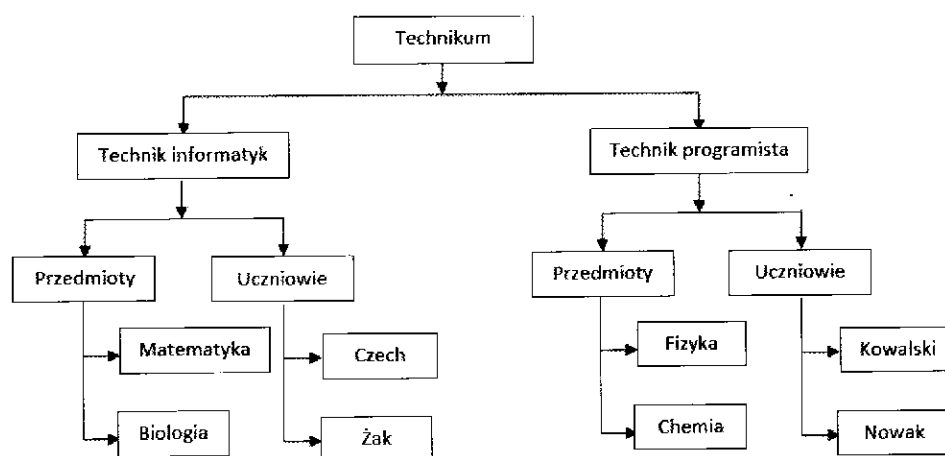 Technikum
Technik informatyk
Technik programista
Przedmioty
Uczniowie
Przedmioty
Uczniowie
Matematyka
Czech
Fizyka
Kowalski
Biologia
Żak
Chemia
Nowak